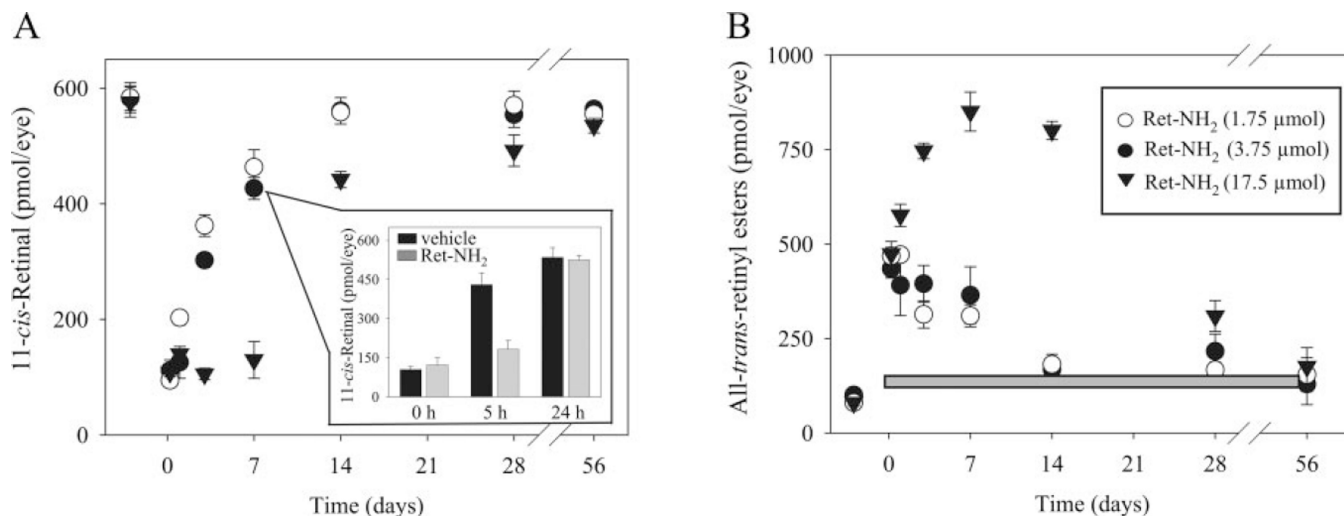 A
11-cis-Retinal (pmol/eye)
600
400
200
0
0 7 14 21 28 56
Time (days)
11-cis-Retinal (pmol/eye)
600
450
300
150
0
vehicle
Ret-NH₂
0 h 5 h 24 h
B
All-trans-retinyl esters (pmol/eye)
1000
750
500
250
0
0 7 14 21 28 56
Time (days)
Ret-NH₂ (1.75 µmol)
Ret-NH₂ (3.75 µmol)
Ret-NH₂ (17.5 µmol)